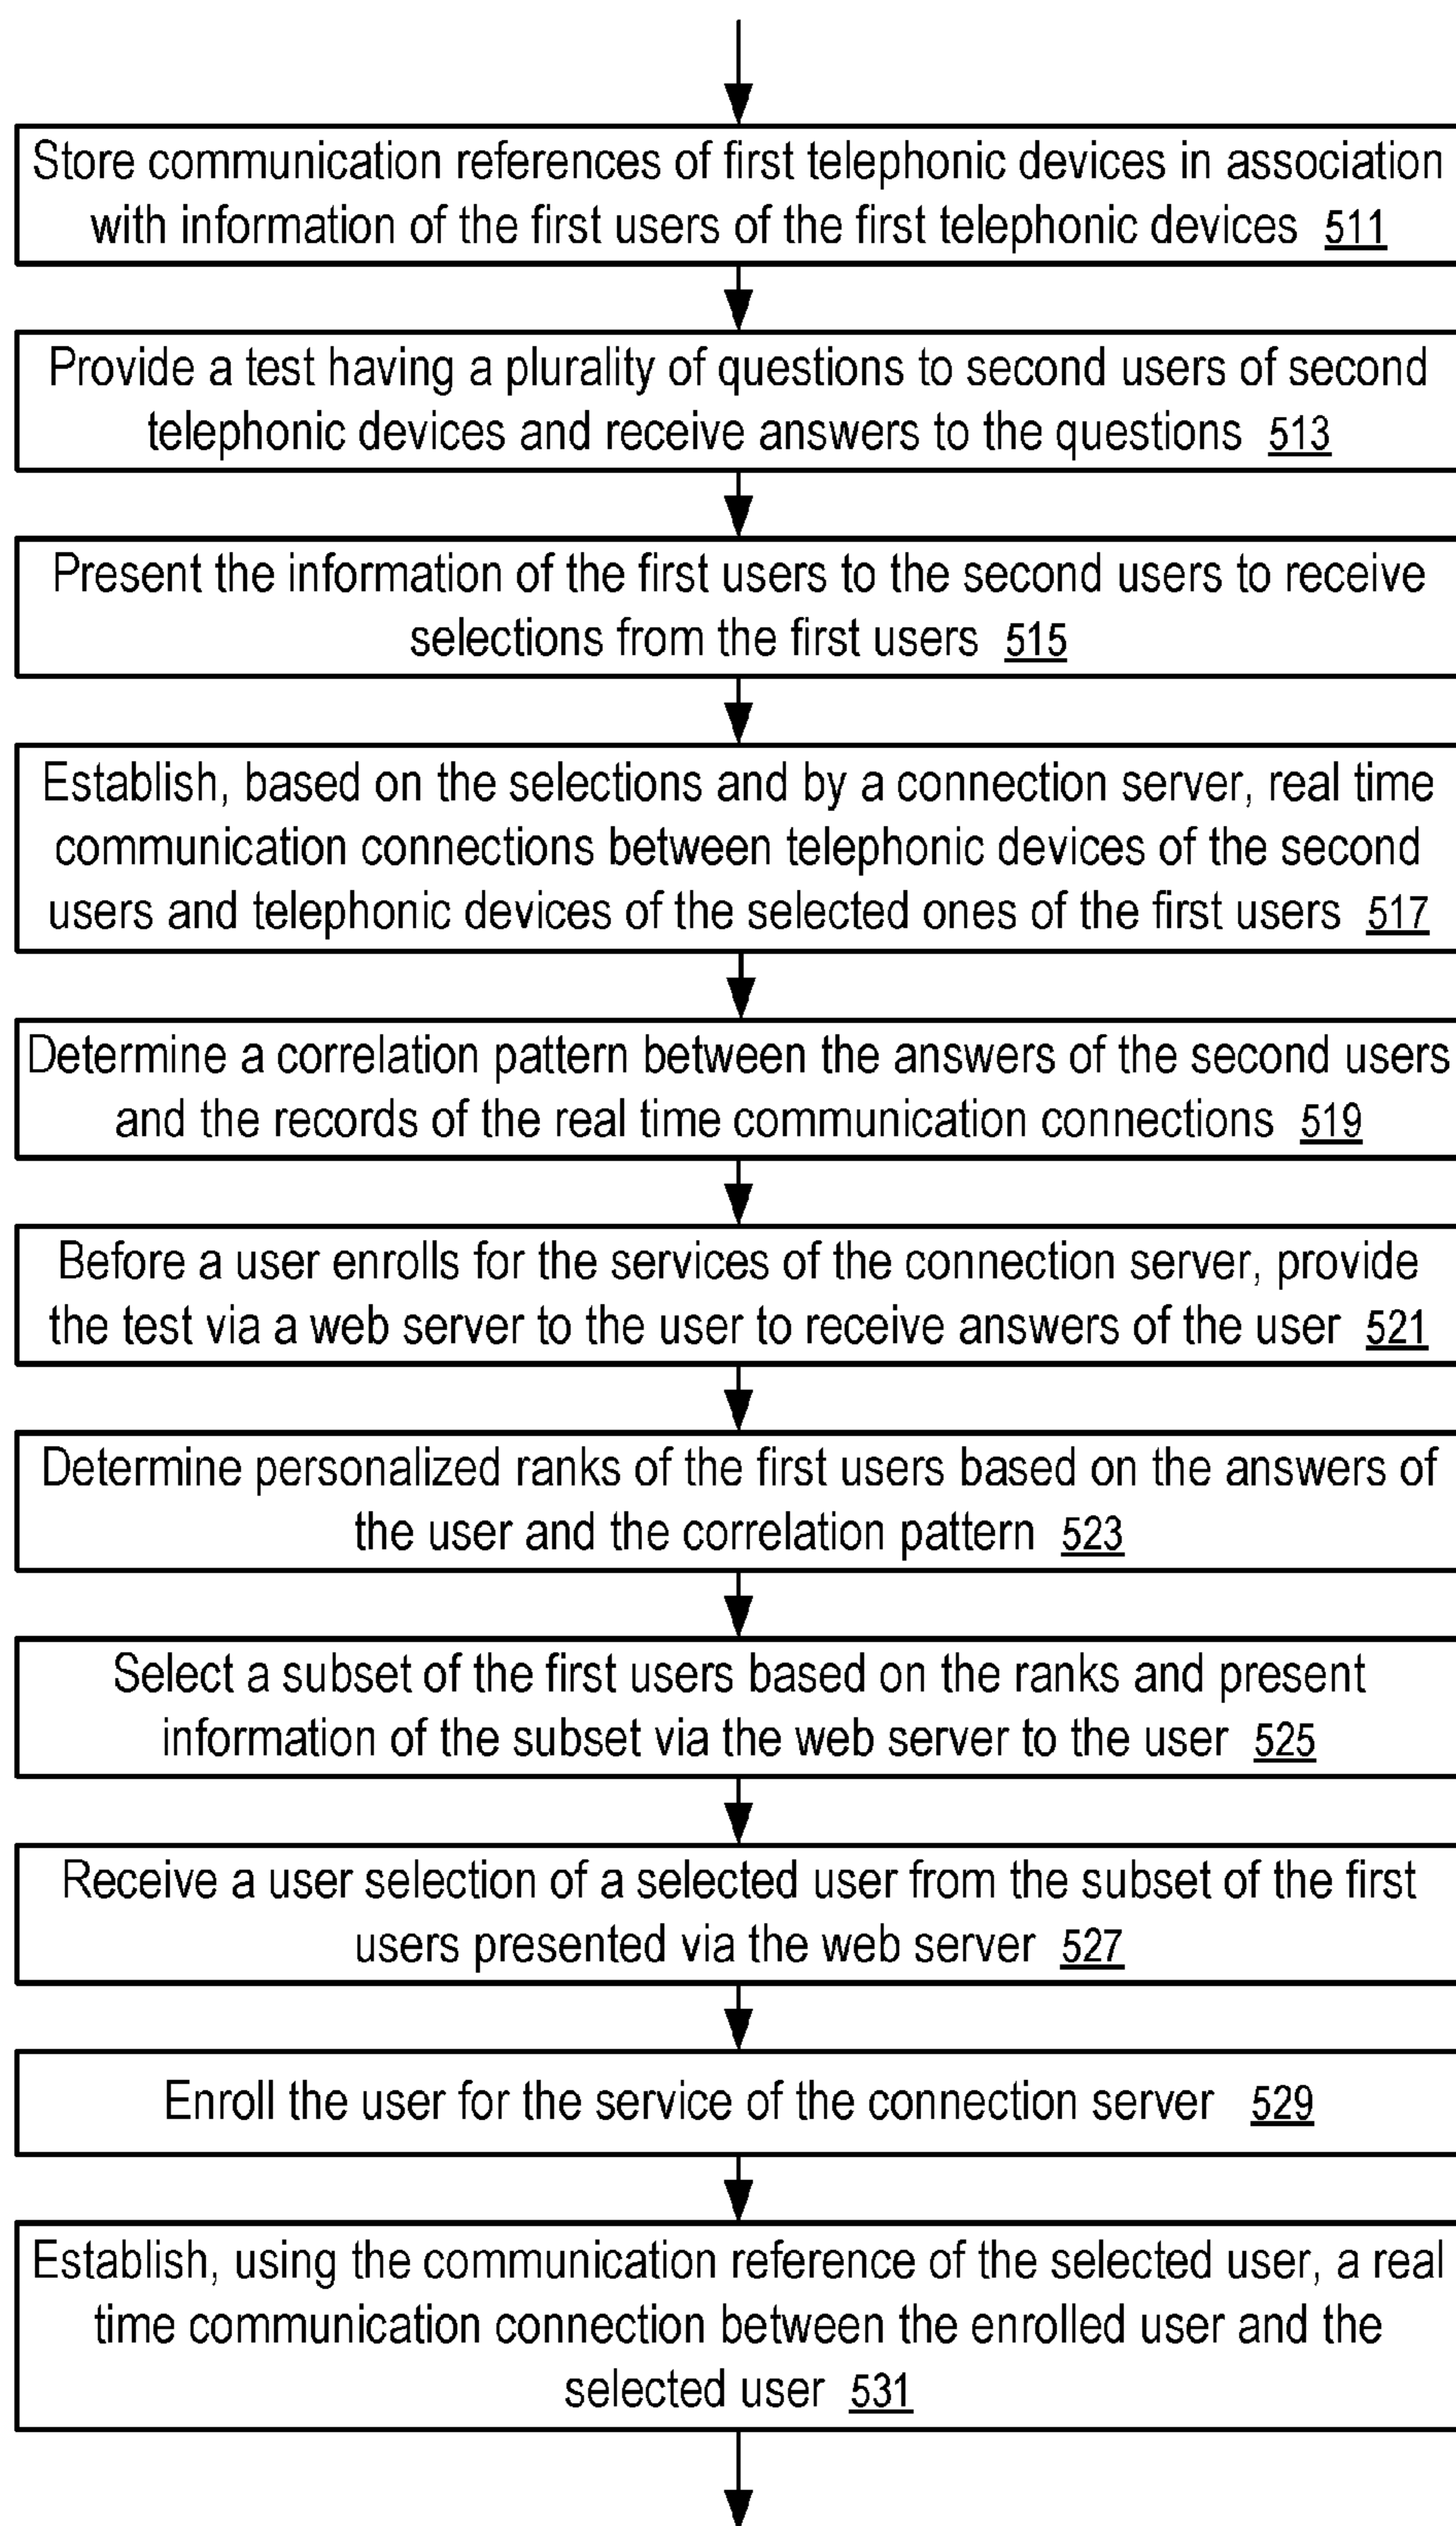 Store communication references of first telephonic devices in association
with information of the first users of the first telephonic devices 511
Provide a test having a plurality of questions to second users of second
telephonic devices and receive answers to the questions 513
Present the information of the first users to the second users to receive
selections from the first users 515
Establish, based on the selections and by a connection server, real time
communication connections between telephonic devices of the second
users and telephonic devices of the selected ones of the first users 517
Determine a correlation pattern between the answers of the second users
and the records of the real time communication connections 519
Before a user enrolls for the services of the connection server, provide
the test via a web server to the user to receive answers of the user 521
Determine personalized ranks of the first users based on the answers of
the user and the correlation pattern 523
Select a subset of the first users based on the ranks and present
information of the subset via the web server to the user 525
Receive a user selection of a selected user from the subset of the first
users presented via the web server 527
Enroll the user for the service of the connection server 529
Establish, using the communication reference of the selected user, a real
time communication connection between the enrolled user and the
selected user 531